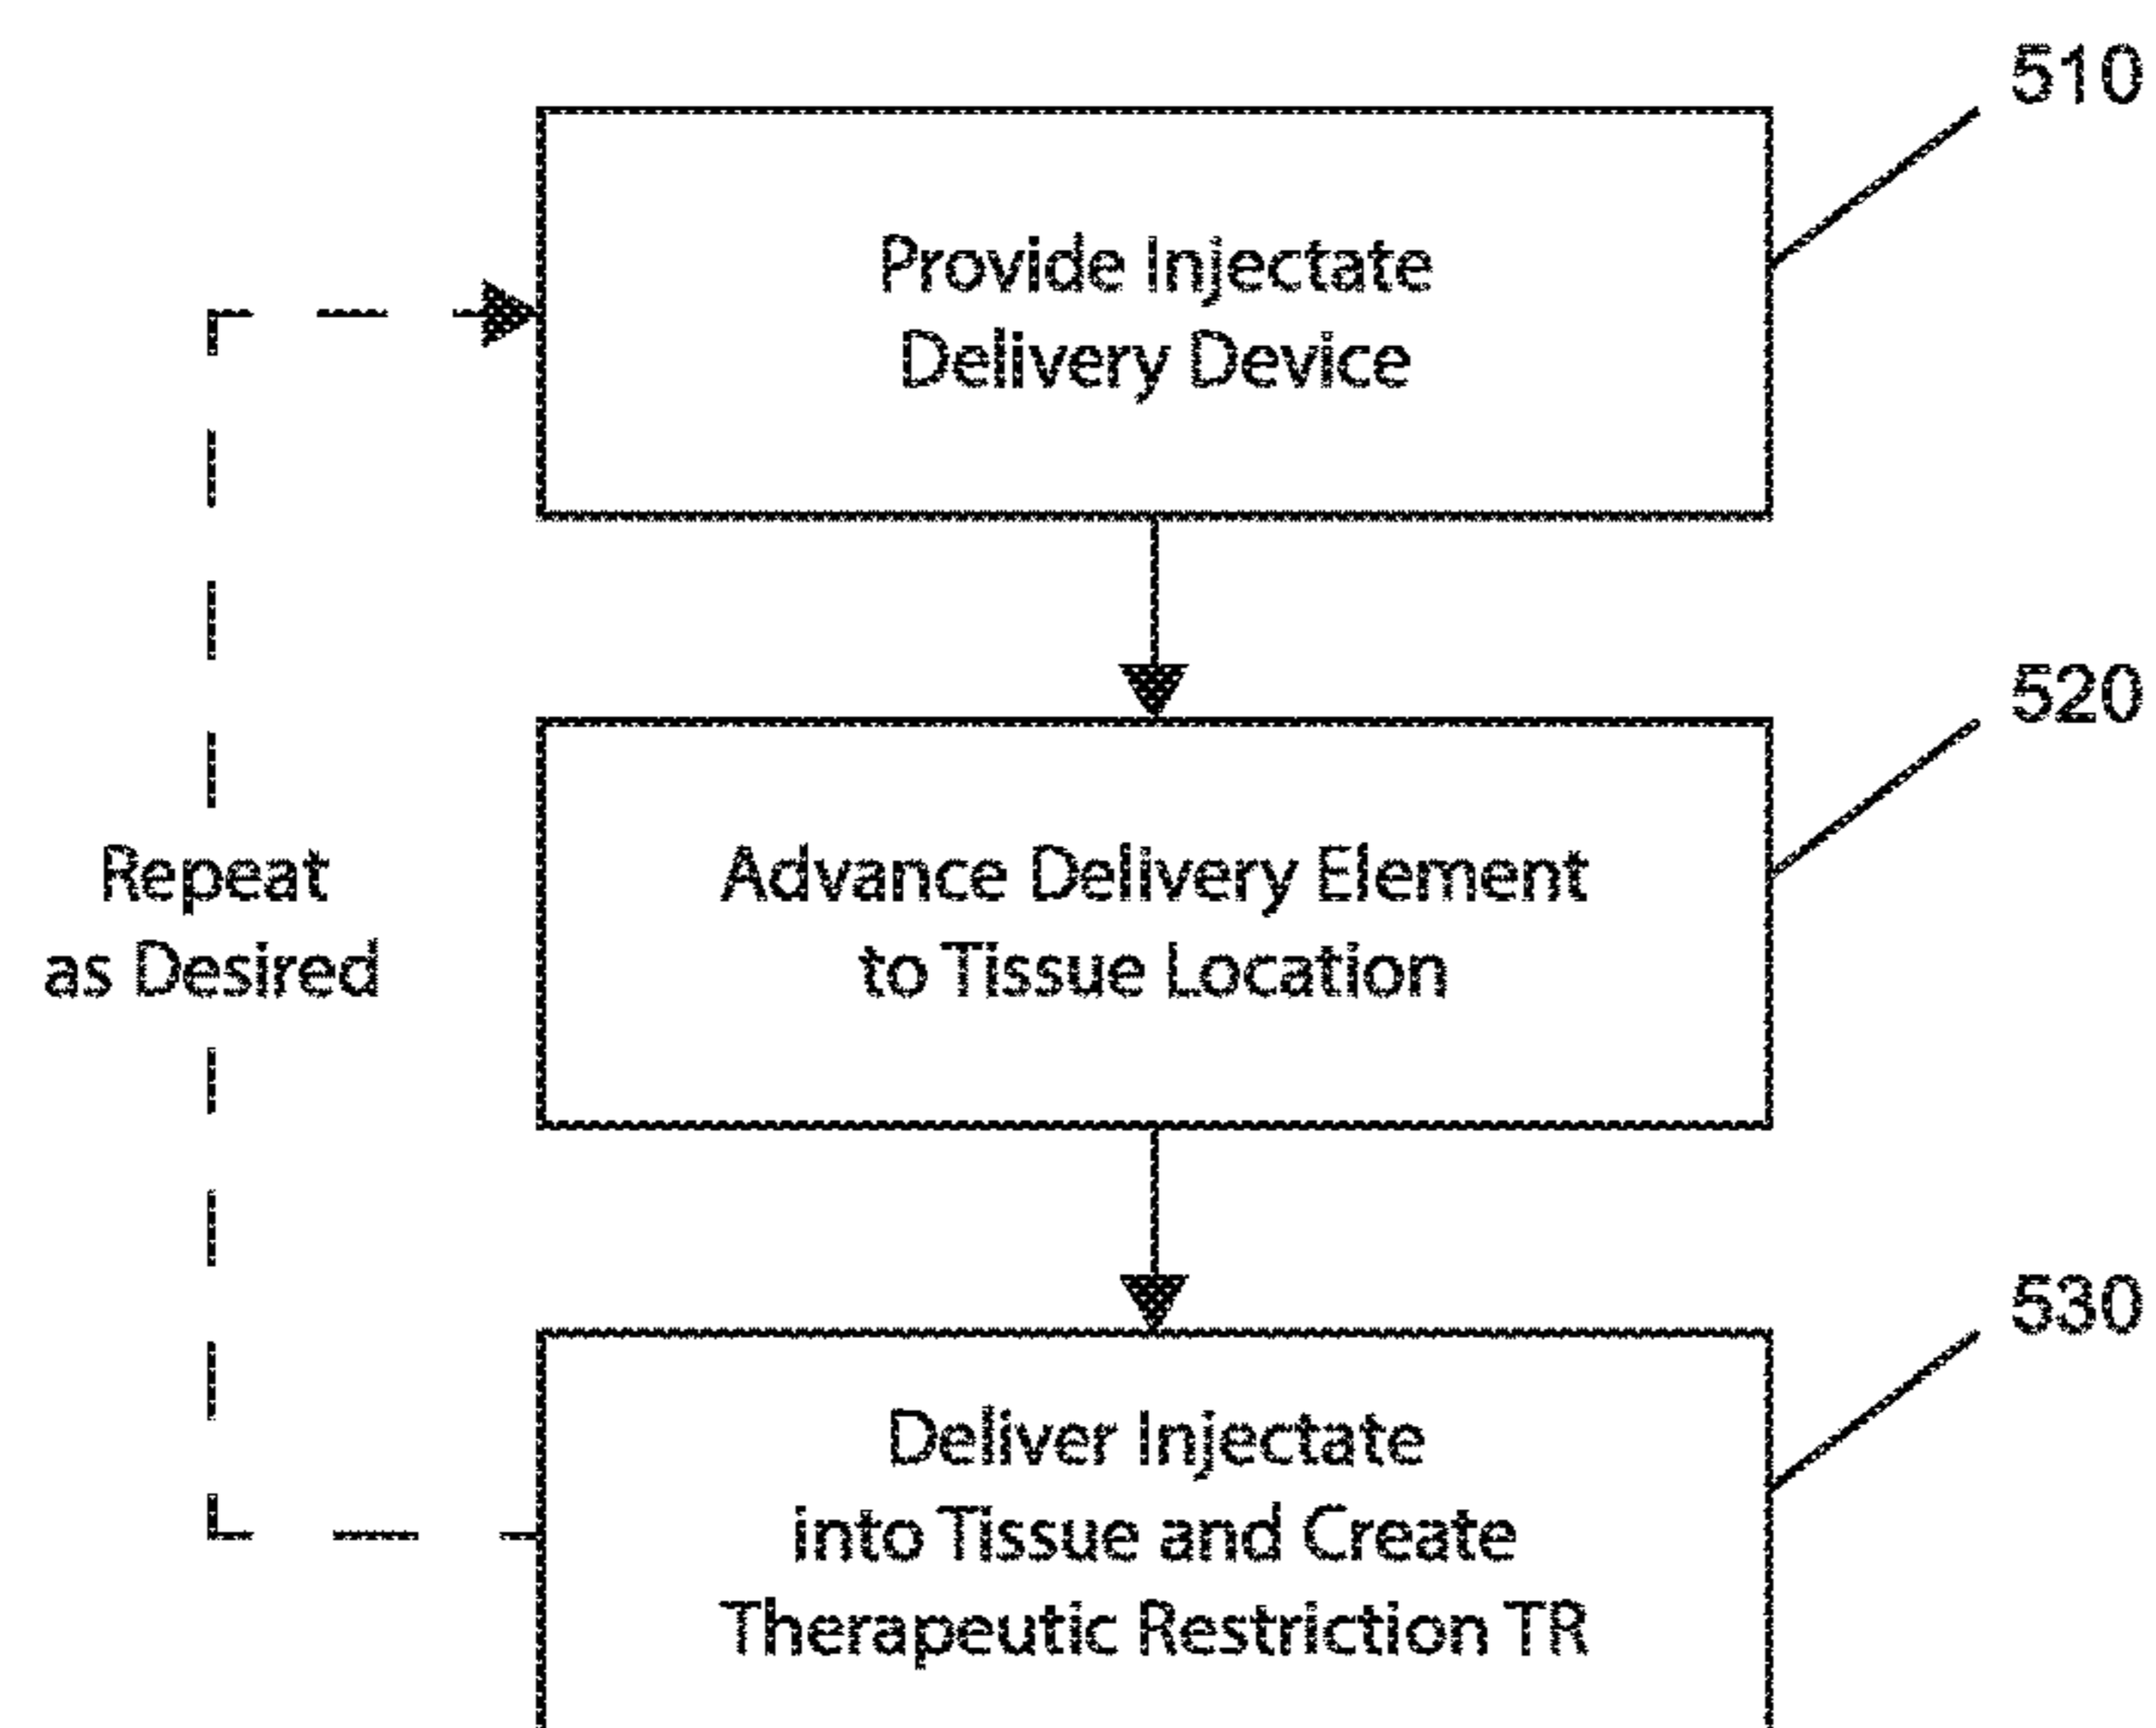 510
Provide Injectate
Delivery Device
520
Advance Delivery Element
to Tissue Location
Repeat
as Desired
530
Deliver Injectate
into Tissue and Create
Therapeutic Restriction TR